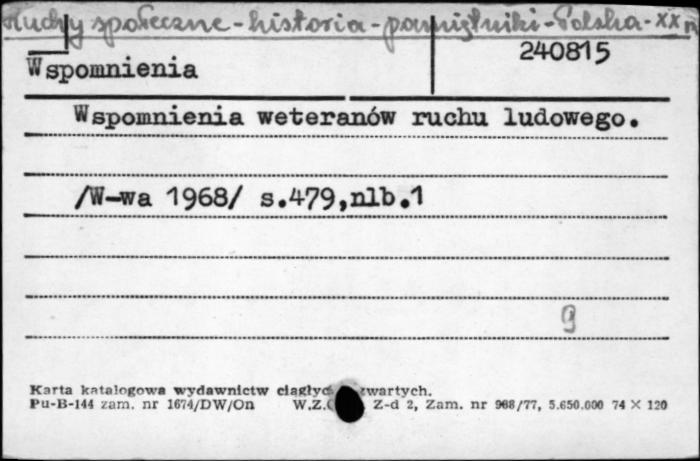 Ruchy społeczne - historia - pamiętniki - Polska - XX w
240815
Wspomnienia
Wspomnienia weteranów ruchu ludowego.
/W-wa 1968/ s.479,nlb.1
9
Karta katalogowa wydawnictw ciągłyc zwartych.
Pu-B-144 zam. nr 1674/DW/On W.Z. Z-d 2, Zam. nr 968/77, 5.650.000 74 X 120